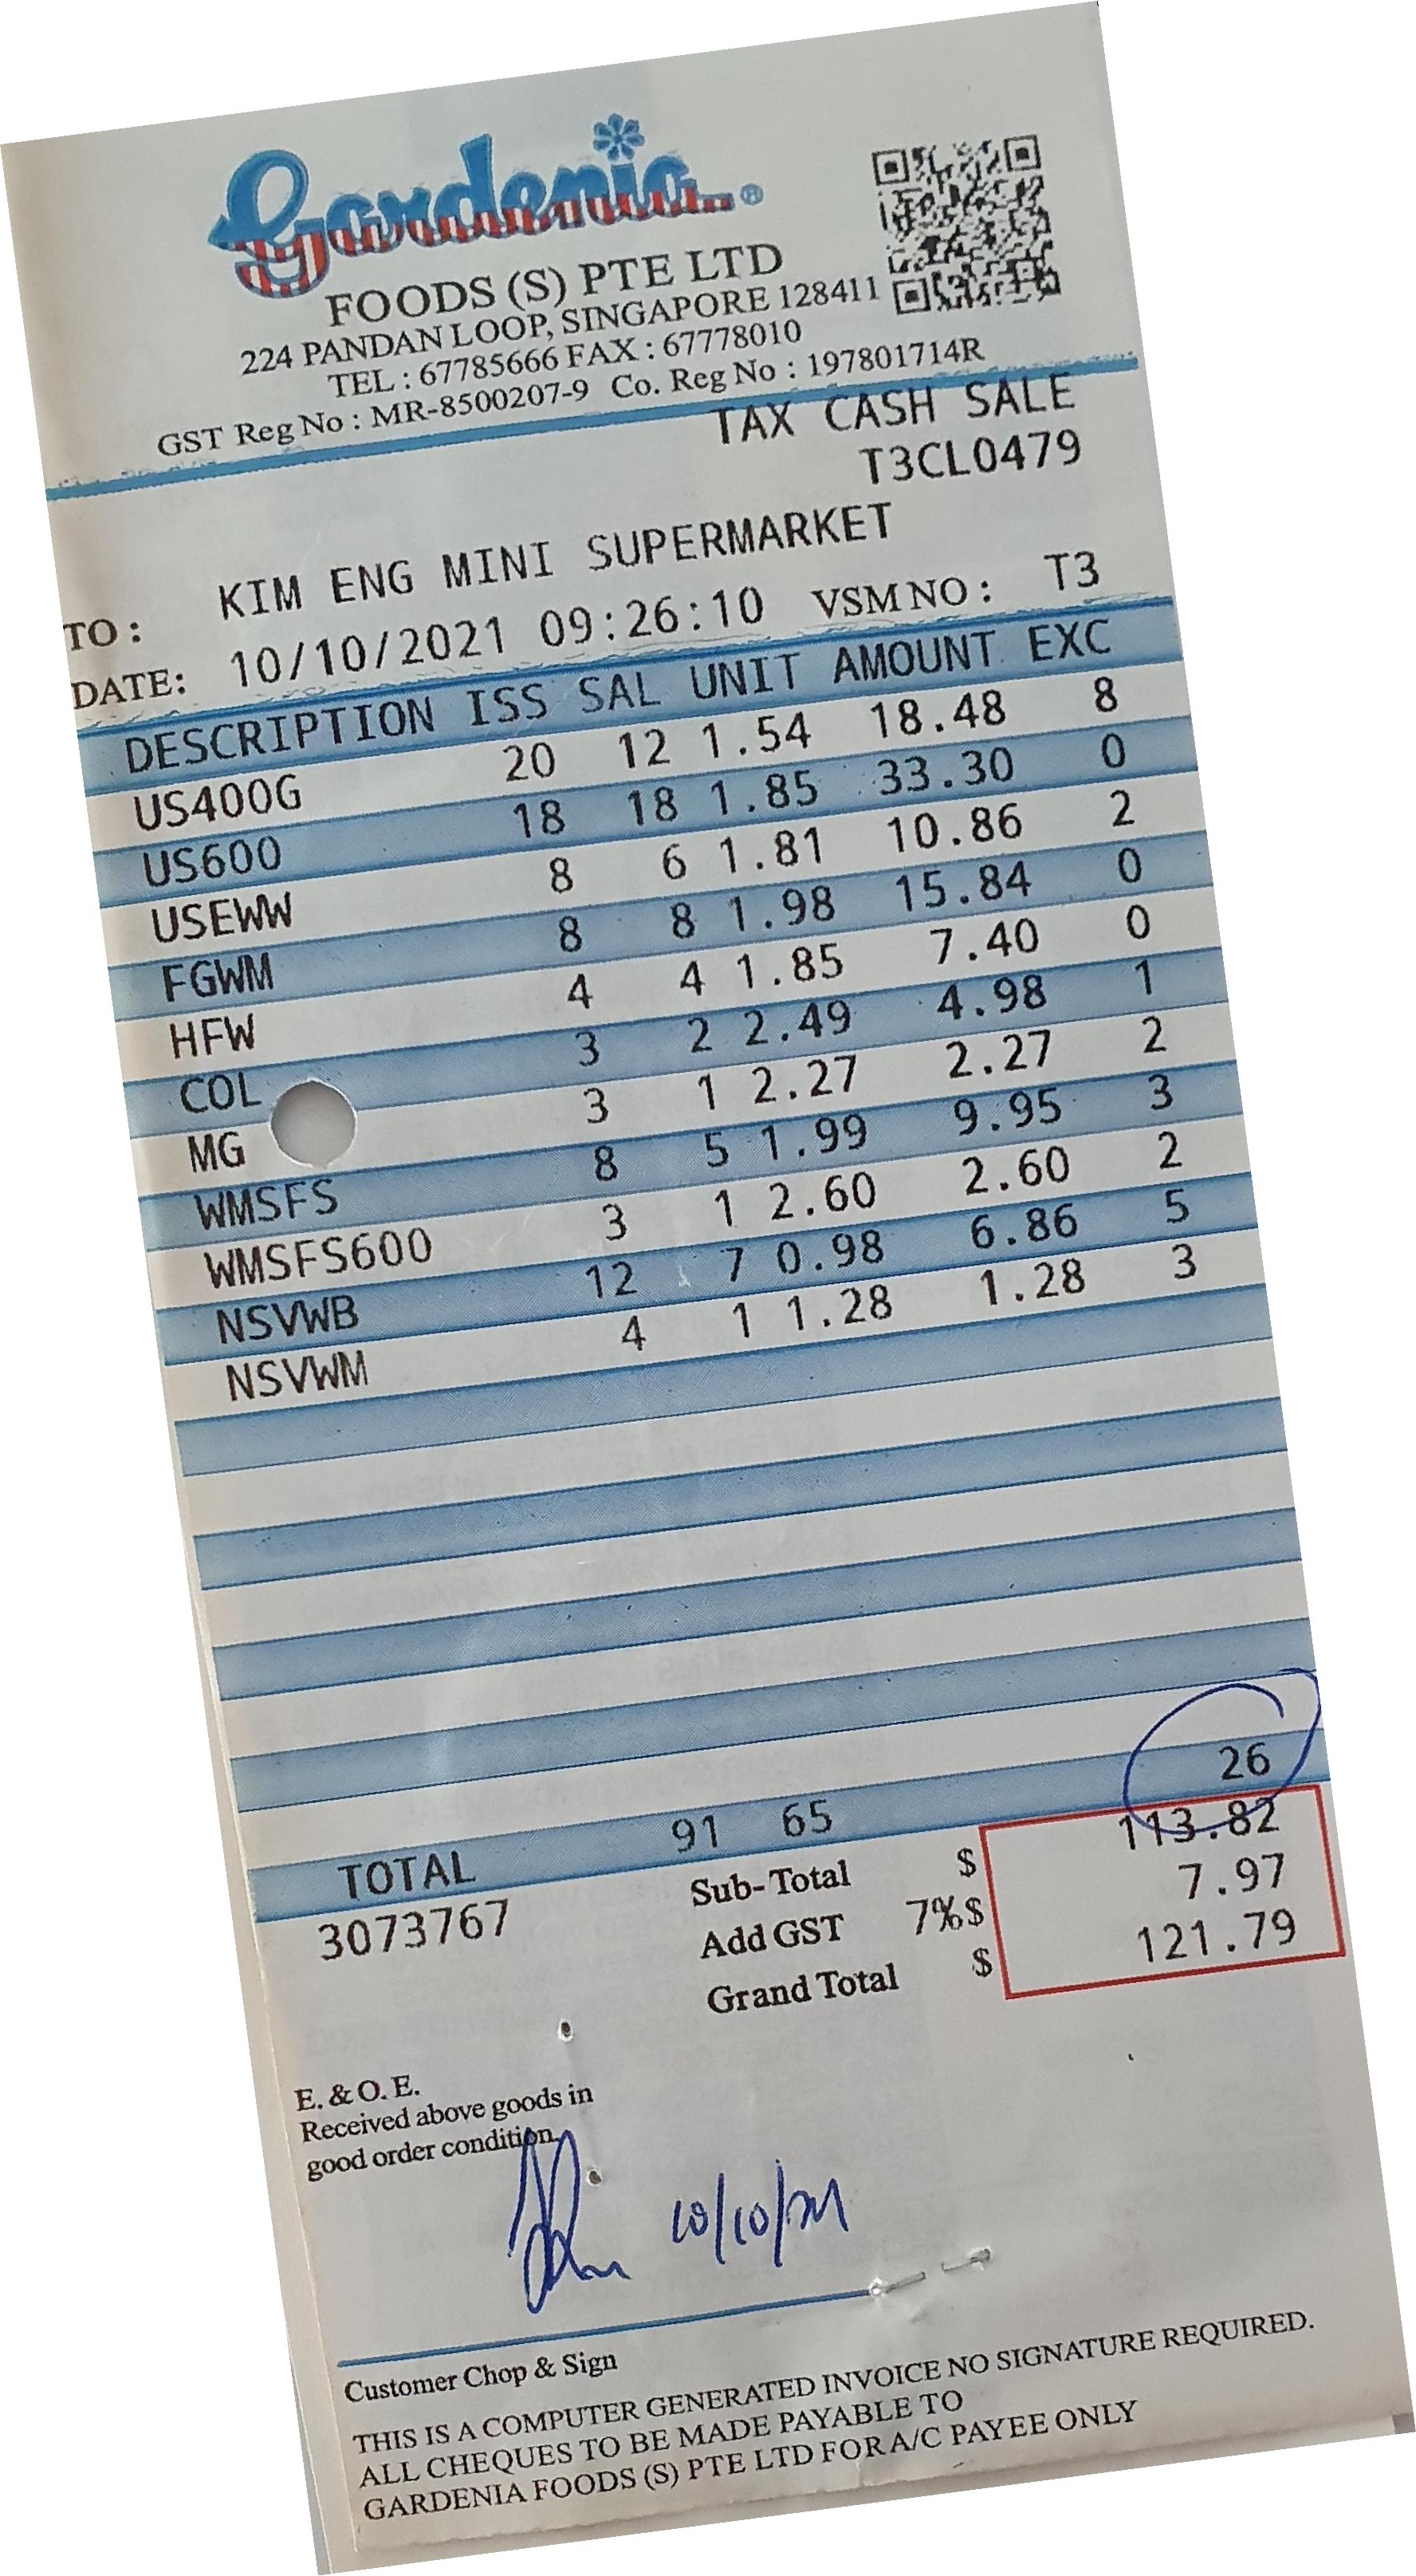 Gardenia®
FOODS (S) PTE LTD
224 PANDAN LOOP, SINGAPORE 128411
TEL : 67785666 FAX : 67778010
GST Reg No : MR-8500207-9 Co. Reg No : 197801714R
TAX CASH SALE
T3CL0479
TO : KIM ENG MINI SUPERMARKET
DATE: 10/10/2021 09:26:10 VSM NO : T3
DESCRIPTION ISS SAL UNIT AMOUNT EXC
US400G 20 12 1.54 18.48 8
US600 18 18 1.85 33.30 0
USEWW 8 6 1.81 10.86 2
FGWM 8 8 1.98 15.84 0
HFW 4 4 1.85 7.40 0
COL 3 2 2.49 4.98 1
MG 3 1 2.27 2.27 2
WMSFS 8 5 1.99 9.95 3
WMSFS600 3 1 2.60 2.60 2
NSVWB 12 7 0.98 6.86 5
NSVWM 4 1 1.28 1.28 3
TOTAL 91 65 26
3073767 Sub-Total $ 113.82
Add GST 7%$ 7.97
Grand Total $ 121.79
E. & O. E.
Received above goods in
good order condition.
10/10/21
Customer Chop & Sign
THIS IS A COMPUTER GENERATED INVOICE NO SIGNATURE REQUIRED.
ALL CHEQUES TO BE MADE PAYABLE TO
GARDENIA FOODS (S) PTE LTD FOR A/C PAYEE ONLY